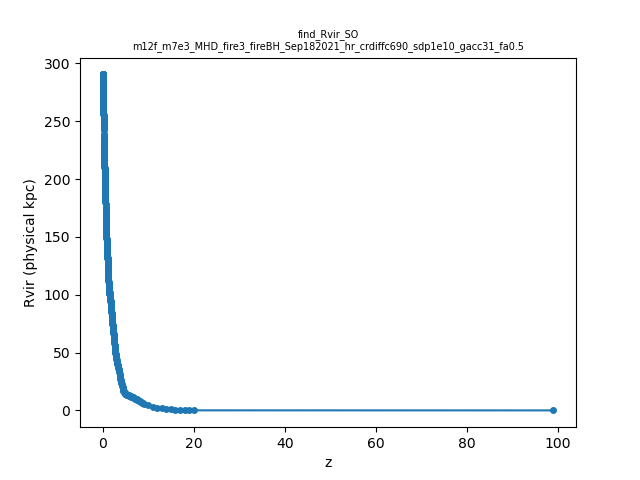 find_Rvir_SO
m12f_m7e3_MHD_fire3_fireBH_Sep182021_hr_crdiffc690_sdp1e10_gacc31_fa0.5
300
250
200
150
100
50
0
Rvir (physical kpc)
0 20 40 60 80 100
z